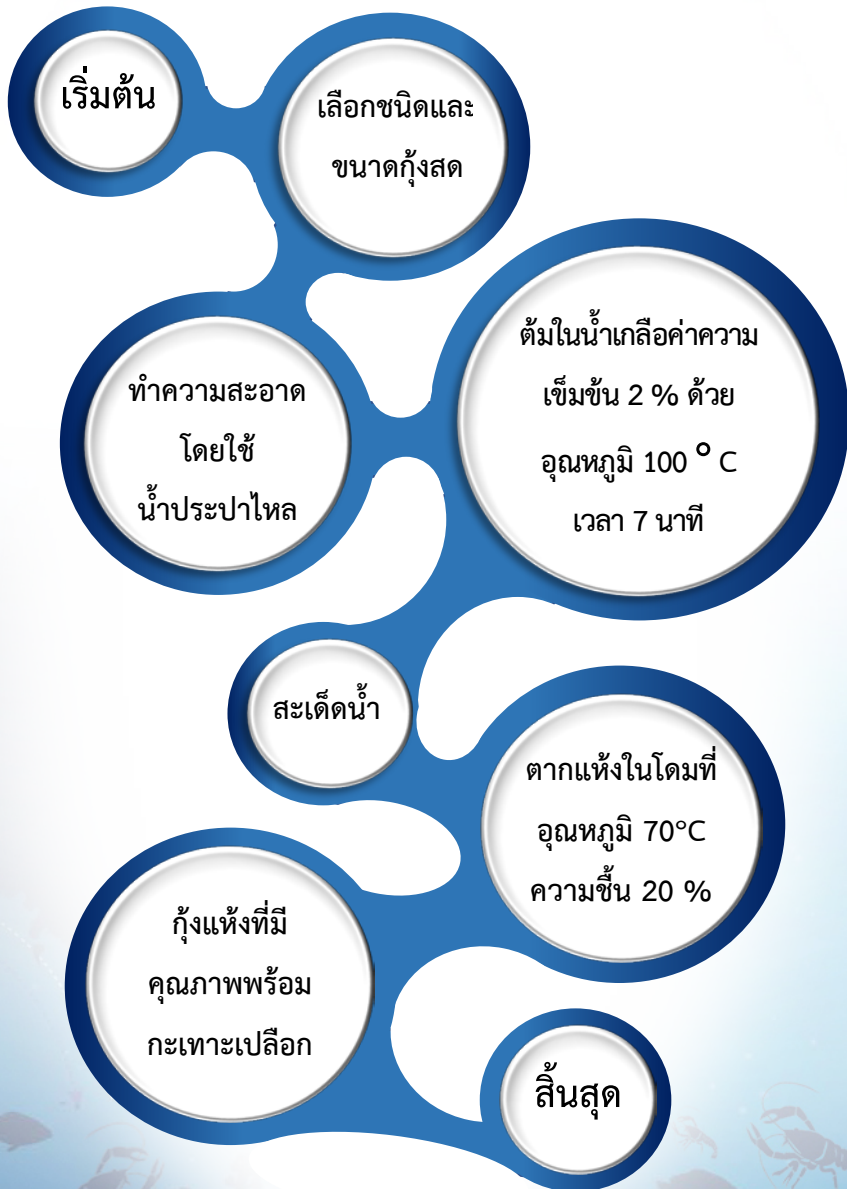 เริ่มต้น
เลือกชนิดและ
ขนาดกุ้งสด
ทำความสะอาด
โดยใช้
น้ำประปาไหล
ต้มในน้ำเกลือค่าความ
เข็มข้น 2 % ด้วย
อุณหภูมิ 100 ° C
เวลา 7 นาที
สะเด็ดน้ำ
ตากแห้งในโดมที่
อุณหภูมิ 70°C
ความชื้น 20 %
กุ้งแห้งที่มี
คุณภาพพร้อม
กะเทาะเปลือก
สิ้นสุด